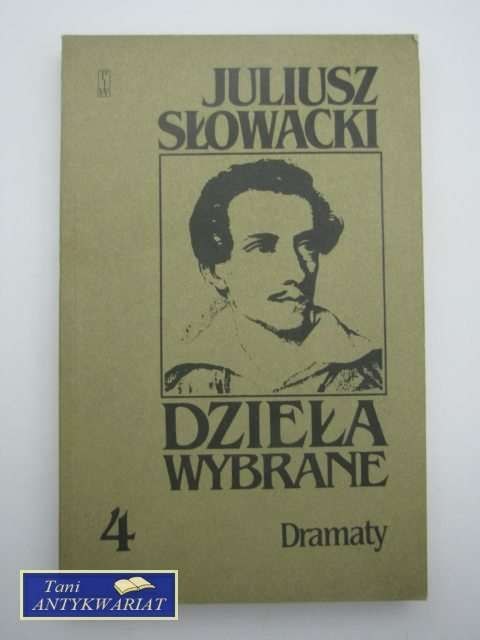 JULIUSZ
SŁOWACKI
DZIEŁA
WYBRANE
4
Dramaty
Tani
ANTYKWARIAT